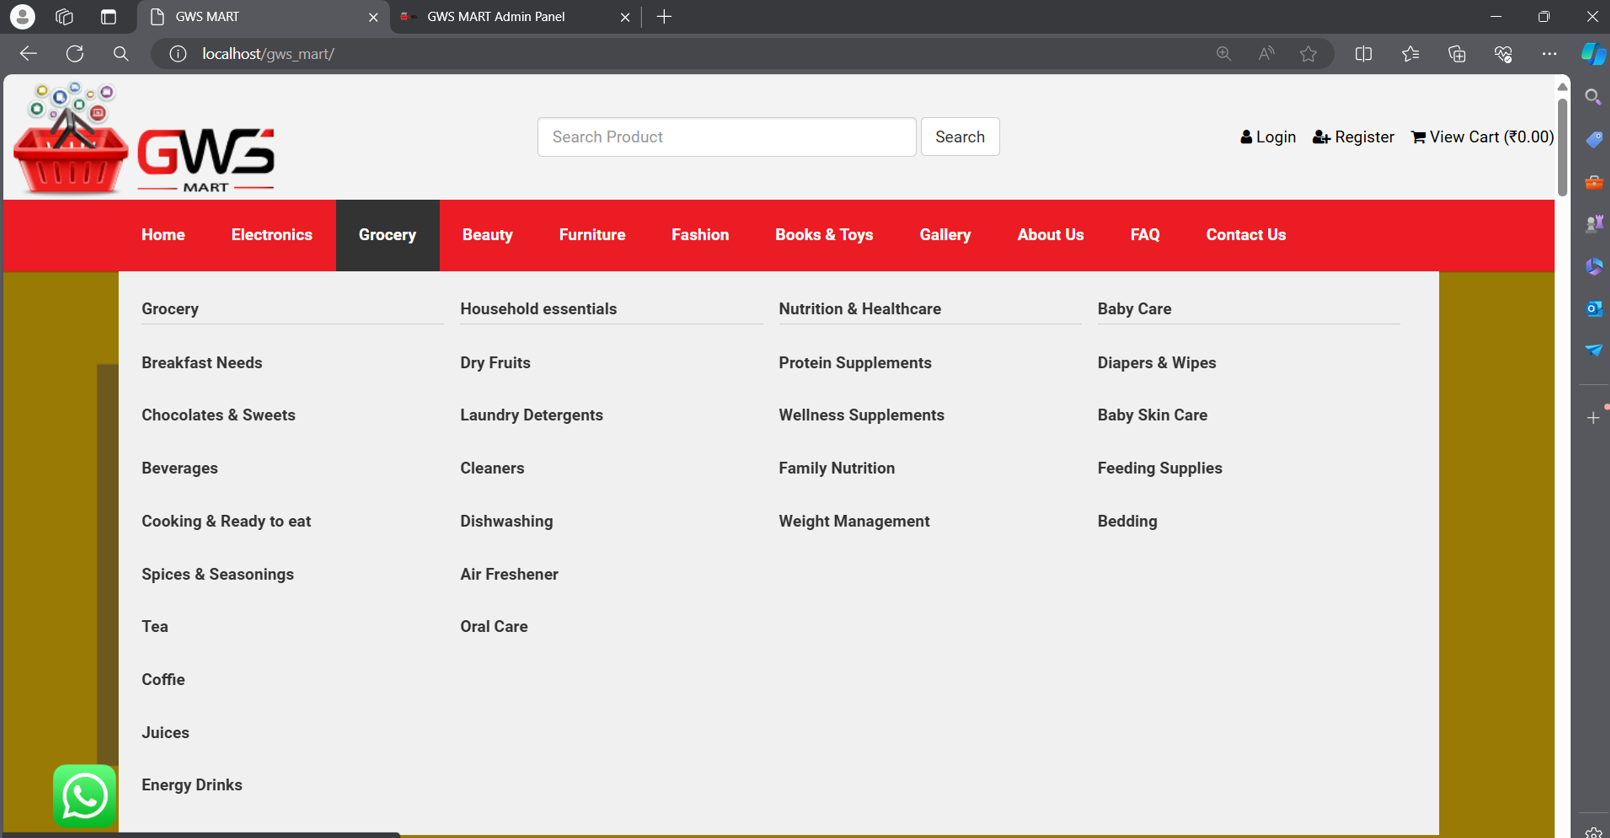 GWS MART
GWS MART Admin Panel
localhost/gws_mart/
GWS
MART
Search Product
Search
Login
Register
View Cart (₹0.00)
Home
Electronics
Grocery
Beauty
Furniture
Fashion
Books & Toys
Gallery
About Us
FAQ
Contact Us
Grocery
Breakfast Needs
Chocolates & Sweets
Beverages
Cooking & Ready to eat
Spices & Seasonings
Tea
Coffie
Juices
Energy Drinks
Household essentials
Dry Fruits
Laundry Detergents
Cleaners
Dishwashing
Air Freshener
Oral Care
Nutrition & Healthcare
Protein Supplements
Wellness Supplements
Family Nutrition
Weight Management
Baby Care
Diapers & Wipes
Baby Skin Care
Feeding Supplies
Bedding